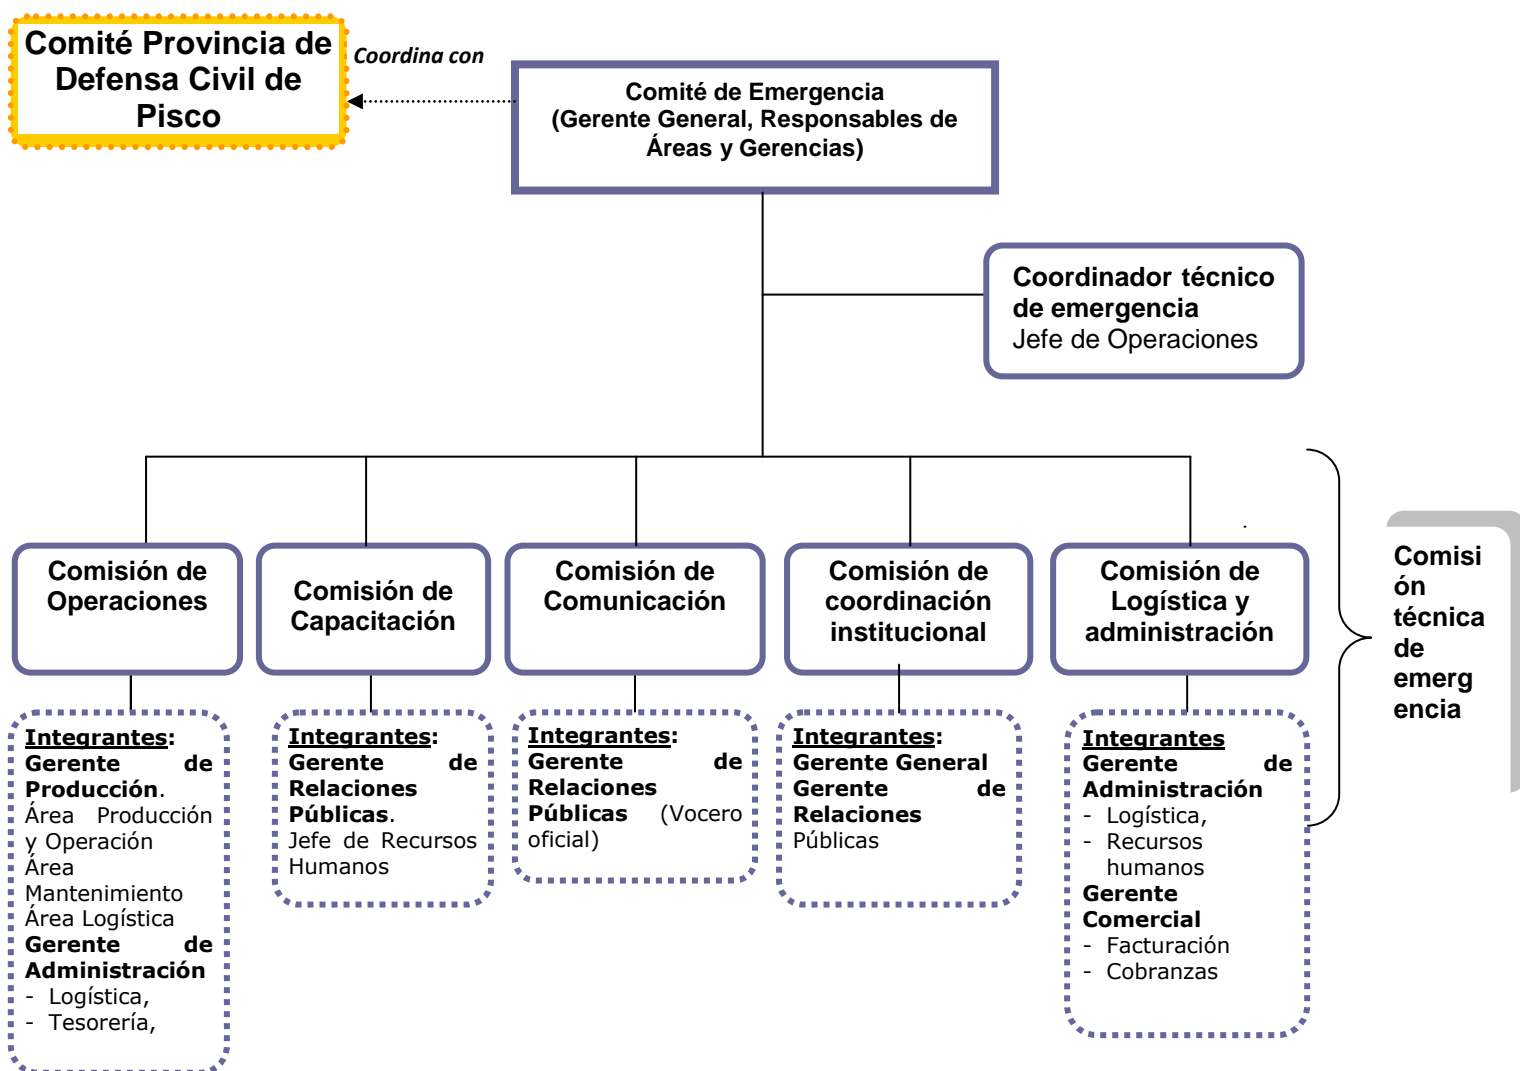 Comité Provincia de
Defensa Civil de
Pisco
Coordina con
Comité de Emergencia
(Gerente General, Responsables de
Áreas y Gerencias)
Coordinador técnico
de emergencia
Jefe de Operaciones
Comisión de
Operaciones
Comisión de
Capacitación
Comisión de
Comunicación
Comisión de
coordinación
institucional
Comisión de
Logística y
administración
.
Comisi
ón
técnica
de
emerg
encia
Integrantes:
Gerente de
Producción.
Área Producción
y Operación
Área
Mantenimiento
Área Logística
Gerente de
Administración
- Logística,
- Tesorería,
Integrantes:
Gerente de
Relaciones
Públicas.
Jefe de Recursos
Humanos
Integrantes:
Gerente de
Relaciones
Públicas (Vocero
oficial)
Integrantes:
Gerente General
Gerente de
Relaciones
Públicas
Integrantes
Gerente de
Administración
- Logística,
- Recursos
humanos
Gerente
Comercial
- Facturación
- Cobranzas